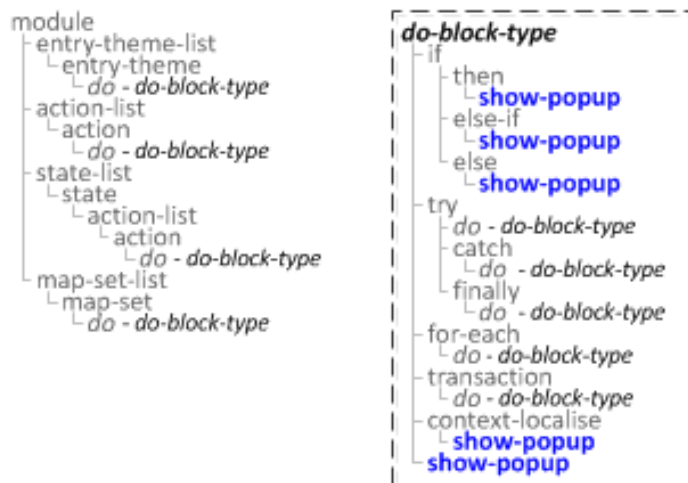 module
entry-theme-list
entry-theme
do - do-block-type
action-list
action
do - do-block-type
state-list
state
action-list
action
do - do-block-type
map-set-list
map-set
do - do-block-type
do-block-type
if
then
show-popup
else-if
show-popup
else
show-popup
try
do - do-block-type
catch
do - do-block-type
finally
do - do-block-type
for-each
do - do-block-type
transaction
do - do-block-type
context-localise
show-popup
show-popup